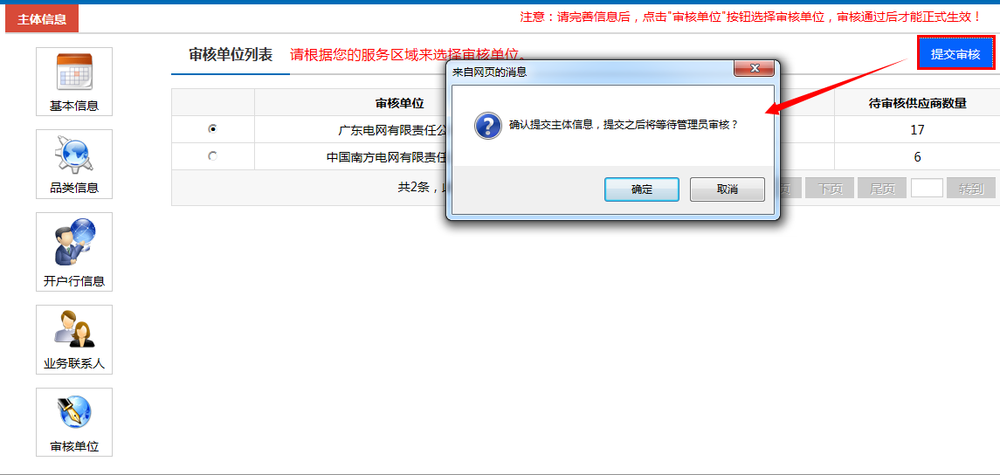 主体信息
注意：请完善信息后，点击"审核单位"按钮选择审核单位，审核通过后才能正式生效！
基本信息
品类信息
开户行信息
业务联系人
审核单位
审核单位列表 请根据您的服务区域来选择审核单位。
提交审核
审核单位 待审核供应商数量
广东电网有限责任 17
中国南方电网有限责任 6
共2条，
页 下页 尾页 转到
来自网页的消息
确认提交主体信息，提交之后将等待管理员审核？
确定 取消